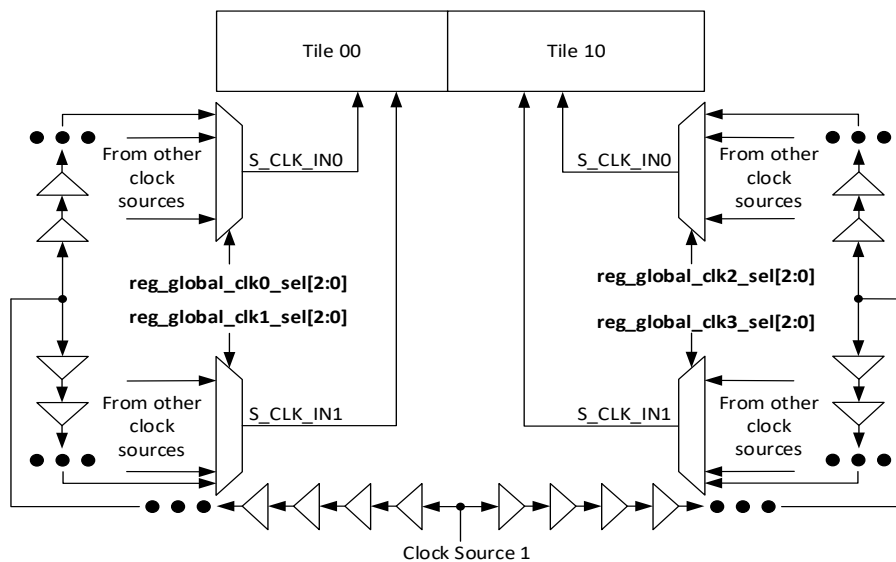 Tile 00
Tile 10
From other
clock
sources
S_CLK_IN0
S_CLK_IN0
From other
clock
sources
reg_global_clk0_sel[2:0]
reg_global_clk1_sel[2:0]
reg_global_clk2_sel[2:0]
reg_global_clk3_sel[2:0]
From other
clock
sources
S_CLK_IN1
S_CLK_IN1
From other
clock
sources
Clock Source 1